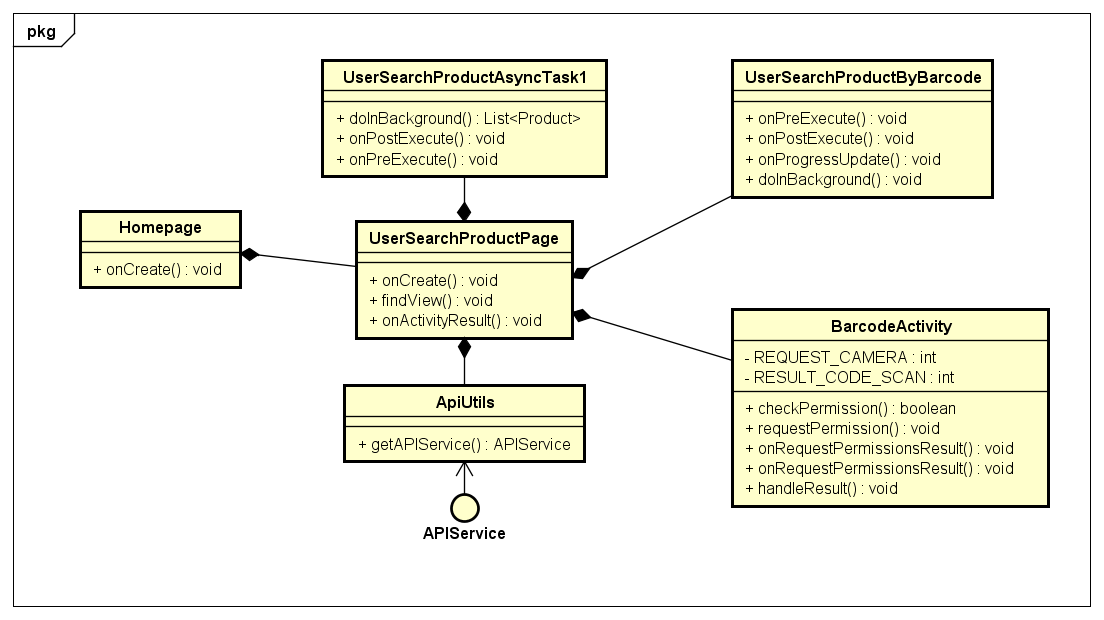 pkg
UserSearchProductAsyncTask1
+ doInBackground() : List<Product>
+ onPostExecute() : void
+ onPreExecute() : void
UserSearchProductByBarcode
+ onPreExecute() : void
+ onPostExecute() : void
+ onProgressUpdate() : void
+ doInBackground() : void
Homepage
+ onCreate() : void
UserSearchProductPage
+ onCreate() : void
+ findView() : void
+ onActivityResult() : void
BarcodeActivity
- REQUEST_CAMERA : int
- RESULT_CODE_SCAN : int
+ checkPermission() : boolean
+ requestPermission() : void
+ onRequestPermissionsResult() : void
+ onRequestPermissionsResult() : void
+ handleResult() : void
ApiUtils
+ getAPIService() : APIService
APIService